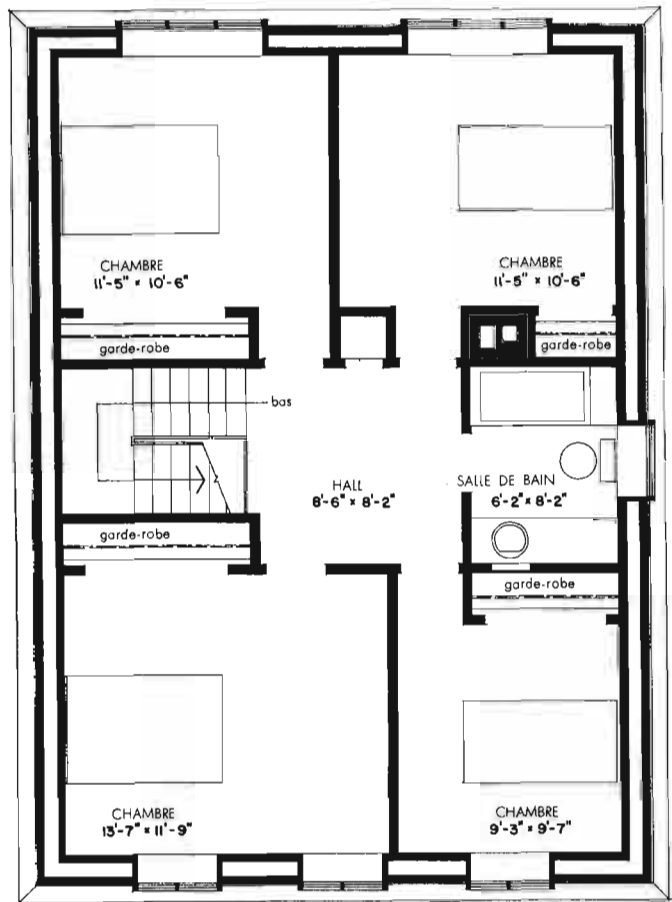 CHAMBRE
11'-5" × 10'-6"
CHAMBRE
11'-5" × 10'-6"
garde-robe
garde-robe
bas
HALL
8'-6" × 8'-2"
SALLE DE BAIN
6'-2" × 8'-2"
garde-robe
garde-robe
CHAMBRE
13'-7" × 11'-9"
CHAMBRE
9'-3" × 9'-7"